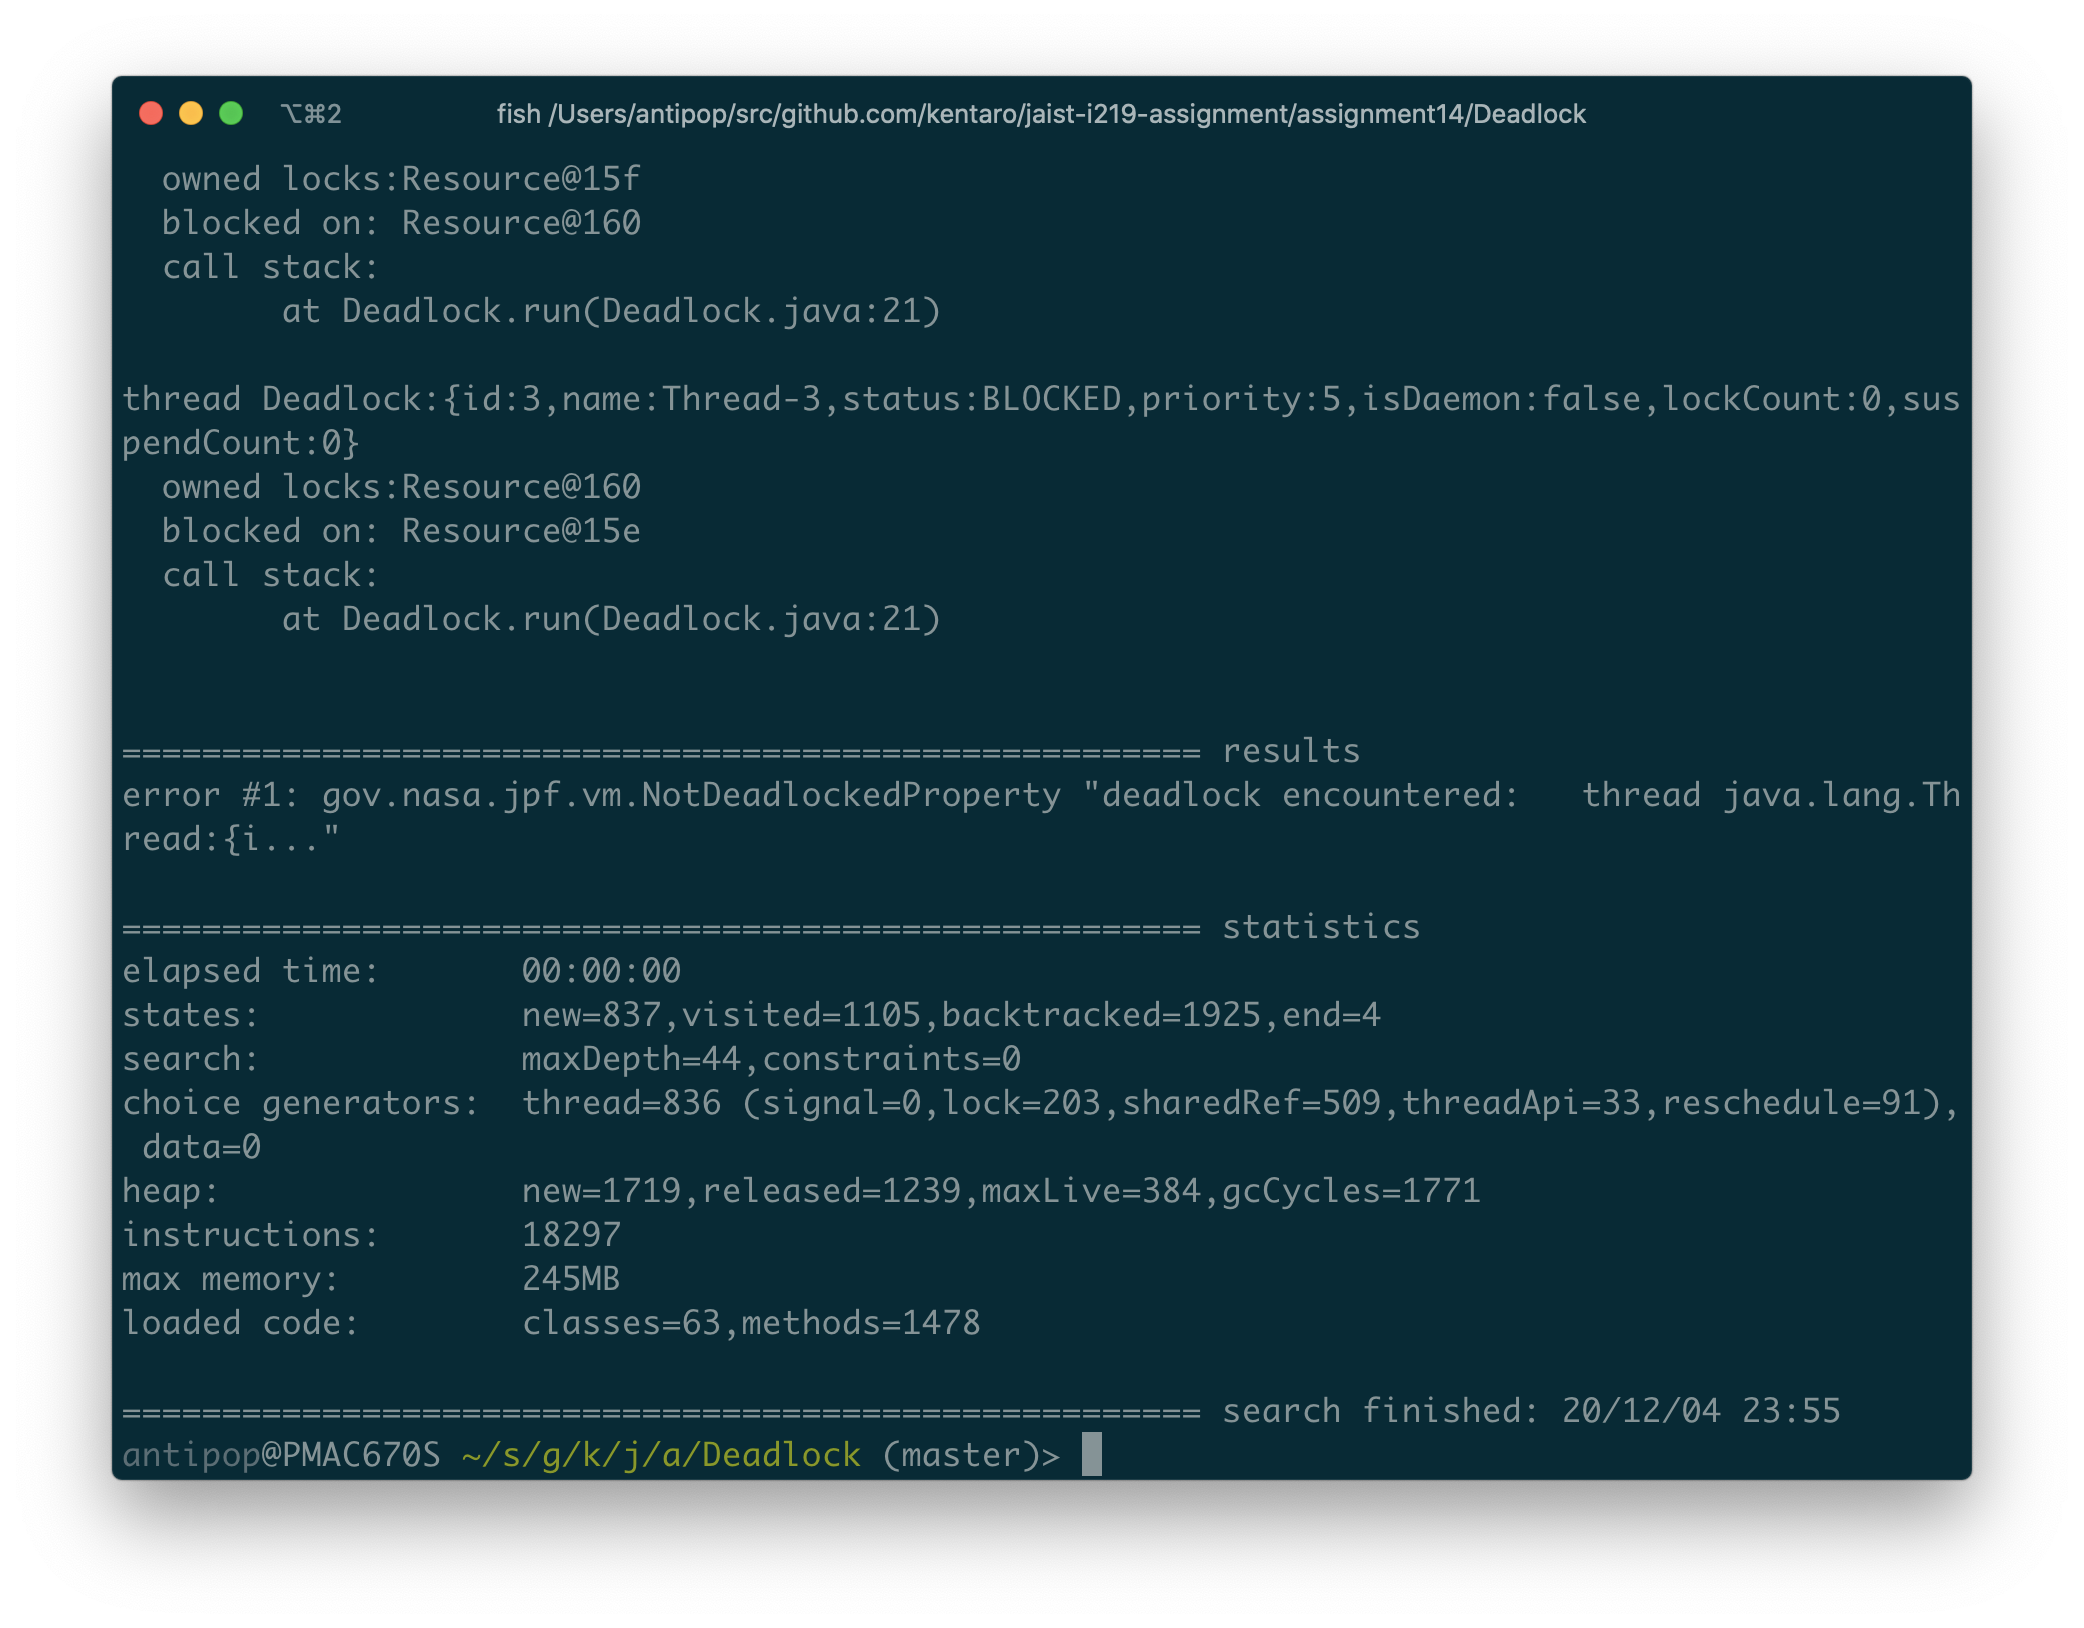 ⌥⌘2 fish /Users/antipop/src/github.com/kentaro/jaist-i219-assignment/assignment14/Deadlock
  owned locks:Resource@15f
  blocked on: Resource@160
  call stack:
        at Deadlock.run(Deadlock.java:21)

thread Deadlock:{id:3,name:Thread-3,status:BLOCKED,priority:5,isDaemon:false,lockCount:0,sus
pendCount:0}
  owned locks:Resource@160
  blocked on: Resource@15e
  call stack:
        at Deadlock.run(Deadlock.java:21)


====================================================== results
error #1: gov.nasa.jpf.vm.NotDeadlockedProperty "deadlock encountered:   thread java.lang.Th
read:{i..."

====================================================== statistics
elapsed time:       00:00:00
states:             new=837,visited=1105,backtracked=1925,end=4
search:             maxDepth=44,constraints=0
choice generators:  thread=836 (signal=0,lock=203,sharedRef=509,threadApi=33,reschedule=91),
 data=0
heap:               new=1719,released=1239,maxLive=384,gcCycles=1771
instructions:       18297
max memory:         245MB
loaded code:        classes=63,methods=1478

====================================================== search finished: 20/12/04 23:55
antipop@PMAC670S ~/s/g/k/j/a/Deadlock (master)>